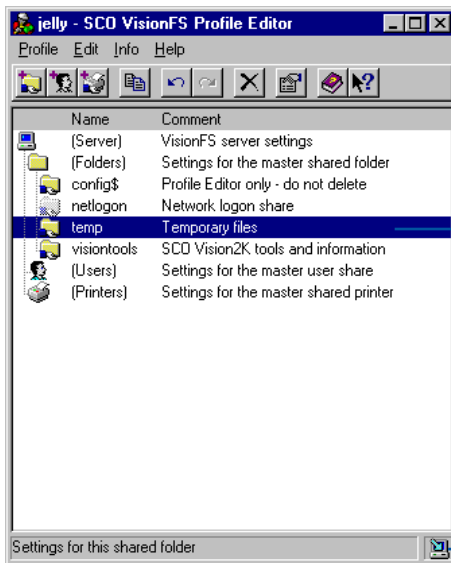 jelly - SCO VisionFS Profile Editor
Profile Edit Info Help
Name Comment
(Server) VisionFS server settings
(Folders) Settings for the master shared folder
config$ Profile Editor only - do not delete
netlogon Network logon share
temp Temporary files
visiontools SCO Vision2K tools and information
(Users) Settings for the master user share
(Printers) Settings for the master shared printer
Settings for this shared folder